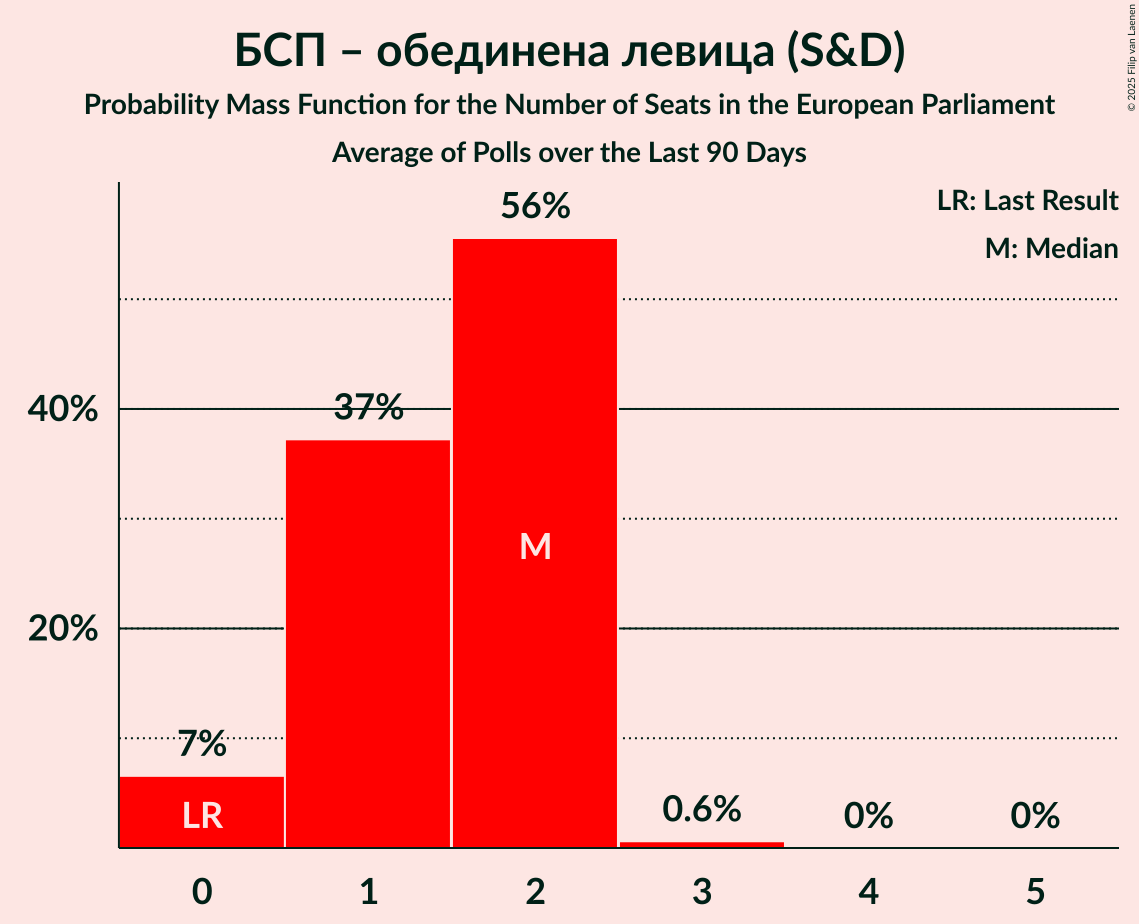 БСП – обединена левица (S&D)
Probability Mass Function for the Number of Seats in the European Parliament
Average of Polls over the Last 90 Days
© 2025 Filip van Laenen
LR: Last Result
M: Median
56%
40%
37%
M
20%
7%
LR
0.6%
0%
0%
0
1
2
3
4
5